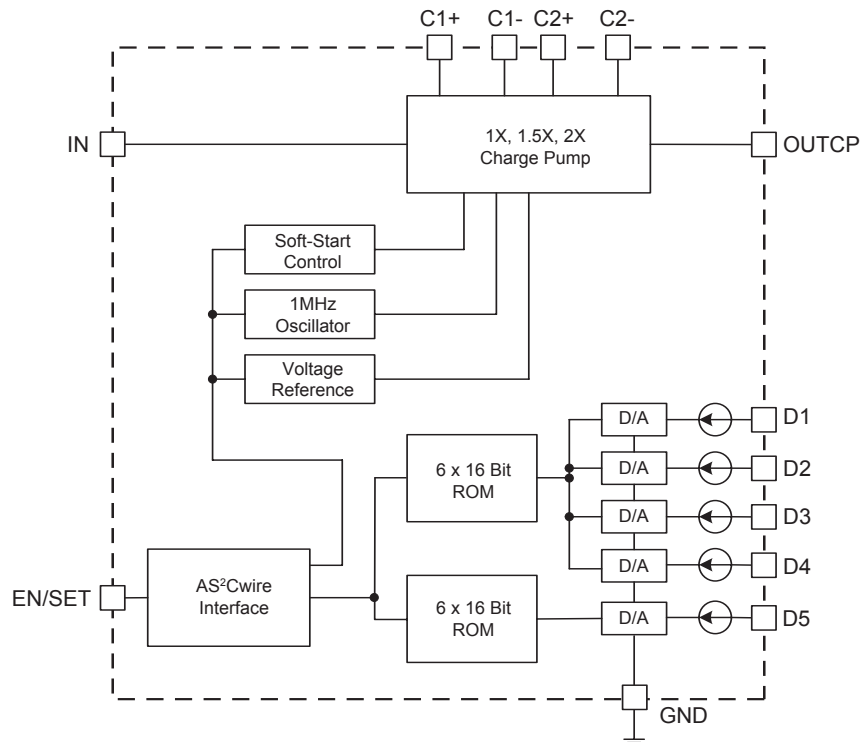 C1+ C1- C2+ C2-
IN
1X, 1.5X, 2X
Charge Pump
OUTCP
Soft-Start
Control
1MHz
Oscillator
Voltage
Reference
6 x 16 Bit
ROM
D/A
D1
D/A
D2
D/A
D3
D/A
D4
EN/SET
AS²Cwire
Interface
6 x 16 Bit
ROM
D/A
D5
GND